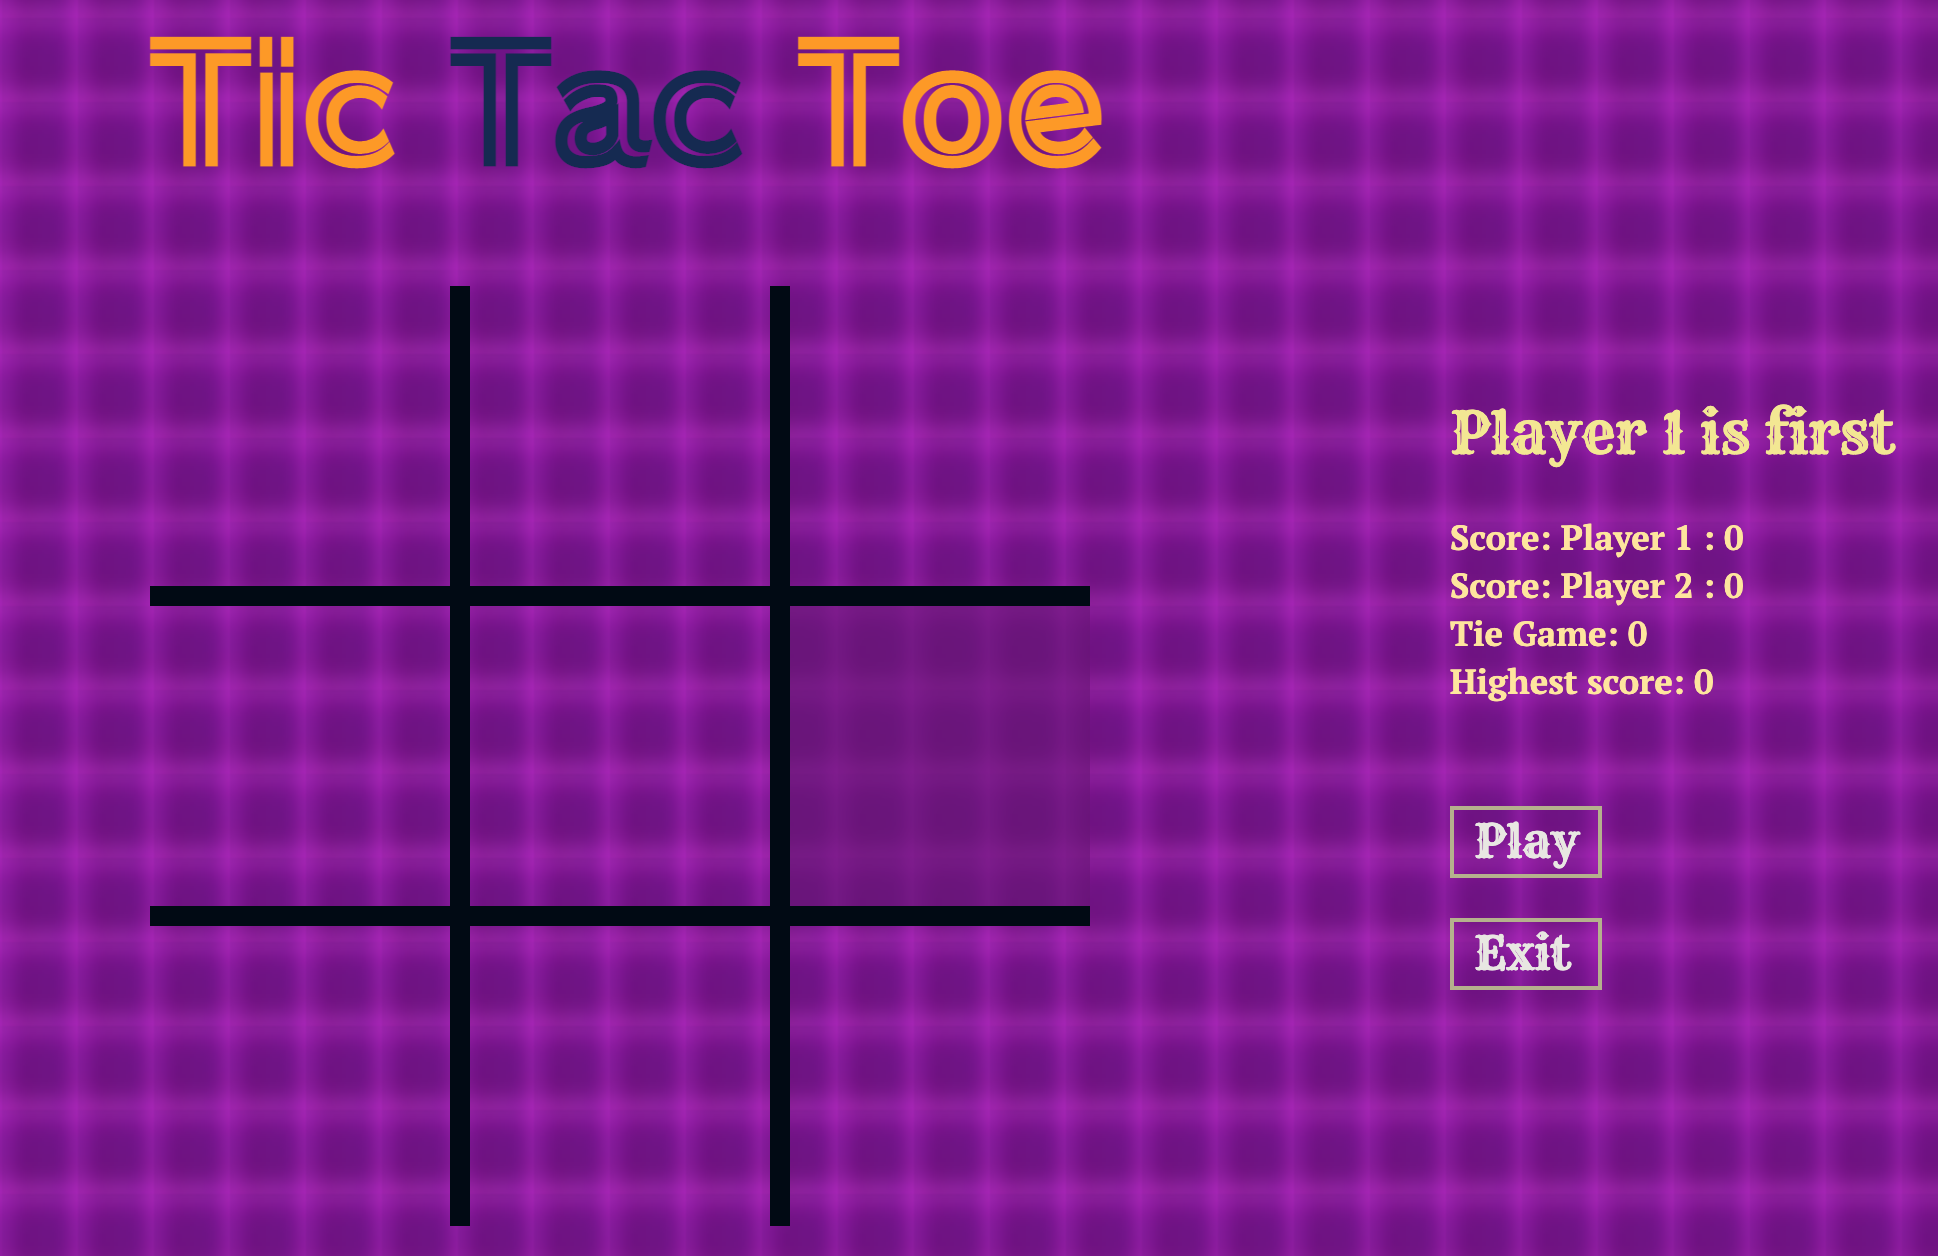 Tic Tac Toe
Player 1 is first
Score: Player 1 : 0
Score: Player 2 : 0
Tie Game: 0
Highest score: 0
Play
Exit